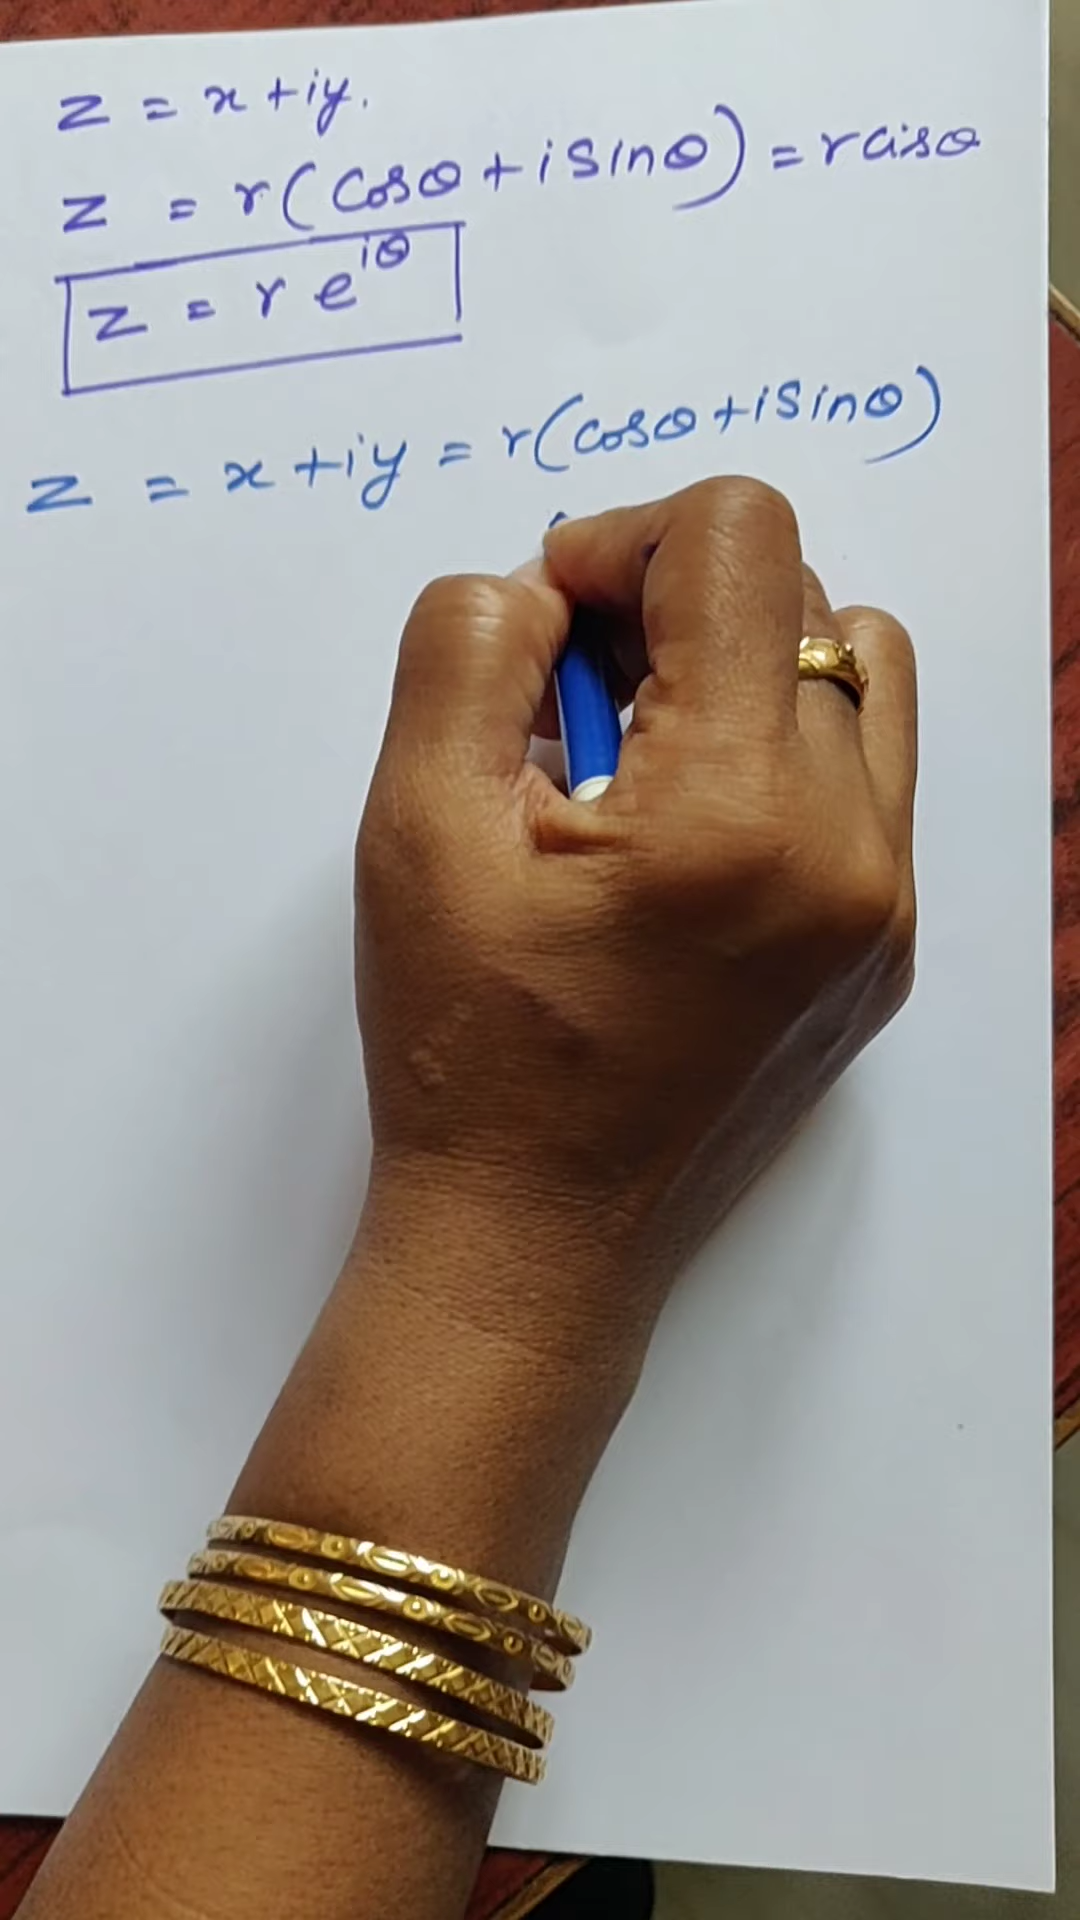 z = x + iy.
z = r(cosθ + i sinθ) = r cisθ
z = r e^{iθ}
z = x + iy = r(cosθ + i sinθ)